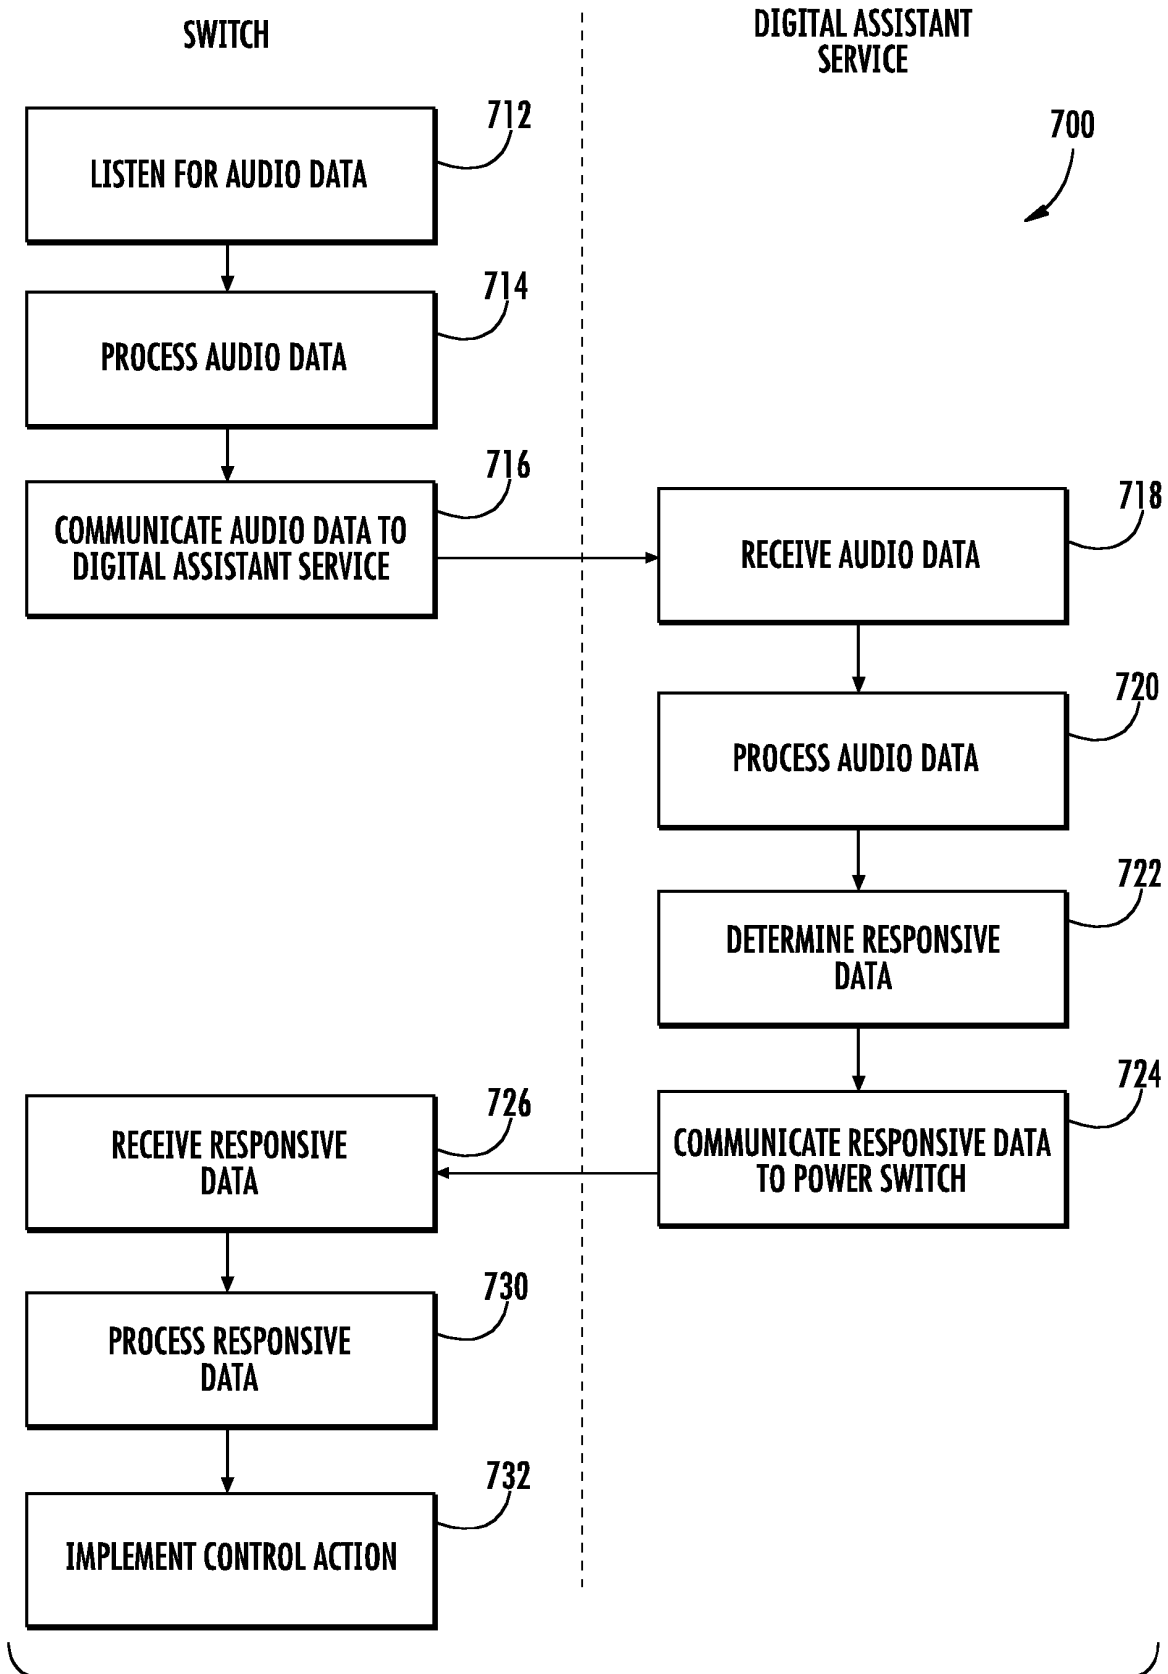 SWITCH
DIGITAL ASSISTANT
SERVICE
700
712
LISTEN FOR AUDIO DATA
714
PROCESS AUDIO DATA
716
COMMUNICATE AUDIO DATA TO
DIGITAL ASSISTANT SERVICE
718
RECEIVE AUDIO DATA
720
PROCESS AUDIO DATA
722
DETERMINE RESPONSIVE
DATA
724
COMMUNICATE RESPONSIVE DATA
TO POWER SWITCH
726
RECEIVE RESPONSIVE
DATA
730
PROCESS RESPONSIVE
DATA
732
IMPLEMENT CONTROL ACTION